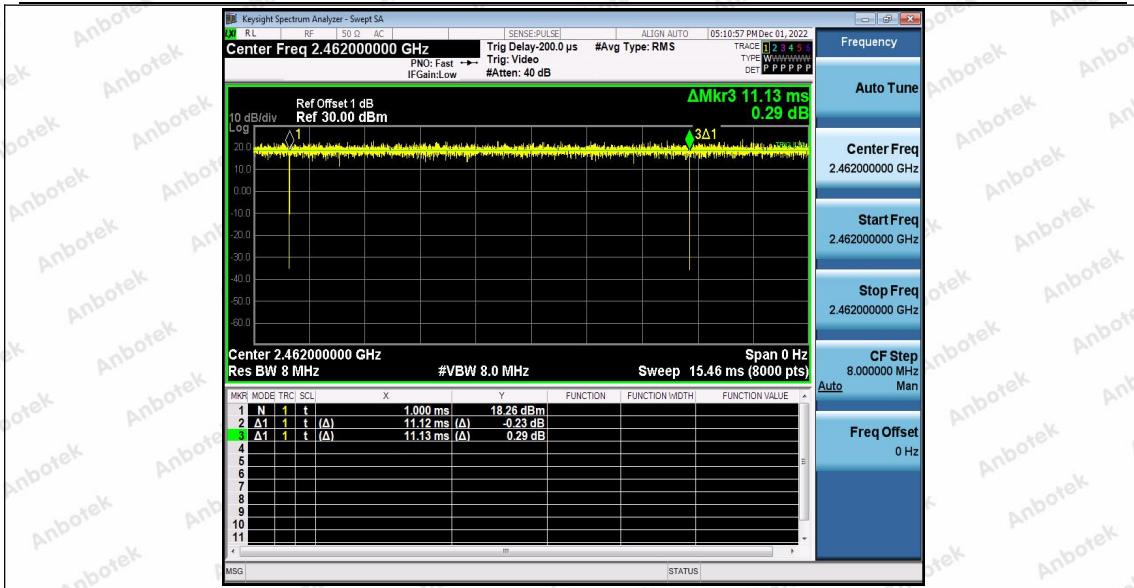 Keysight Spectrum Analyzer - Swept SA
LXI RL RF 50 Ω AC SENSE:PULSE ALIGN AUTO 05:10:57 PM Dec 01, 2022
Center Freq 2.462000000 GHz
PNO: Fast
IFGain:Low
Trig Delay-200.0 µs
Trig: Video
#Atten: 40 dB
#Avg Type: RMS
TRACE 1 2 3 4 5 6
TYPE WWWWWW
DET P P P P P P
Frequency
ΔMkr3 11.13 ms
0.29 dB
Ref Offset 1 dB
10 dB/div Ref 30.00 dBm
Log
1
3Δ1
20.0
10.0
0.00
-10.0
-20.0
-30.0
-40.0
-50.0
-60.0
Center 2.462000000 GHz Span 0 Hz
Res BW 8 MHz #VBW 8.0 MHz Sweep 15.46 ms (8000 pts)
MKR MODE TRC SCL X Y FUNCTION FUNCTION WIDTH FUNCTION VALUE
1 N 1 t 1.000 ms 18.26 dBm
2 Δ1 1 t (Δ) 11.12 ms (Δ) -0.23 dB
3 Δ1 1 t (Δ) 11.13 ms (Δ) 0.29 dB
4
5
6
7
8
9
10
11
MSG STATUS
Auto Tune
Center Freq
2.462000000 GHz
Start Freq
2.462000000 GHz
Stop Freq
2.462000000 GHz
CF Step
8.000000 MHz
Auto Man
Freq Offset
0 Hz
Anbotek